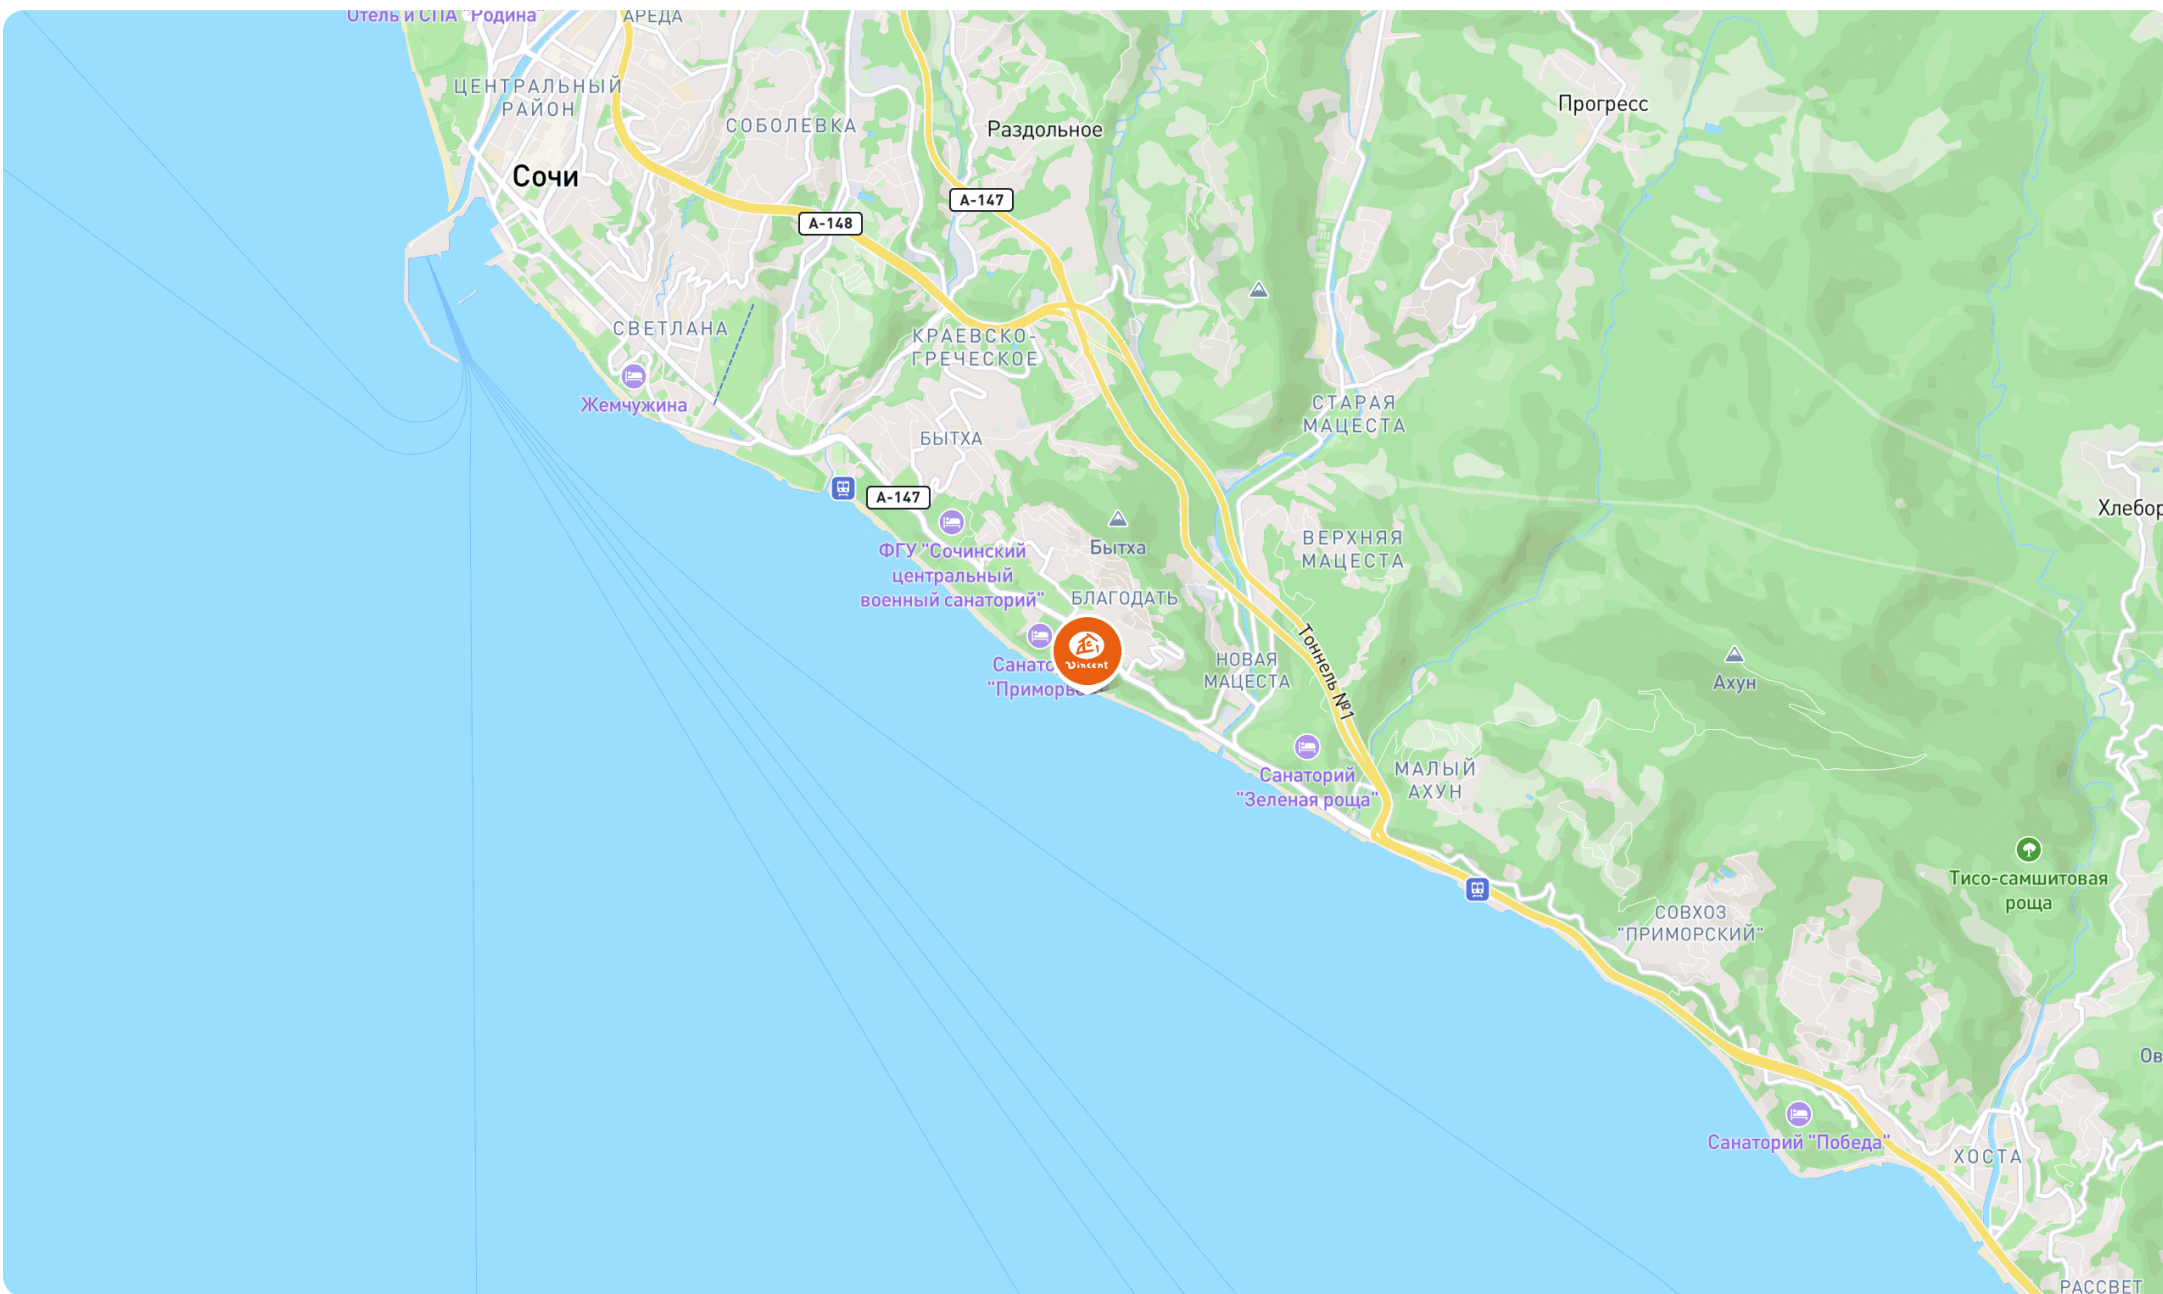 Отель и СПА "Родина"
АРЕДА
ЦЕНТРАЛЬНЫЙ
РАЙОН
СОБОЛЕВКА
Раздольное
Прогресс
Сочи
А-147
А-148
СВЕТЛАНА
КРАЕВСКО-
ГРЕЧЕСКОЕ
Жемчужина
СТАРАЯ
МАЦЕСТА
БЫТХА
А-147
Хлебор
ФГУ "Сочинский
центральный
военный санаторий"
Бытха
ВЕРХНЯЯ
МАЦЕСТА
БЛАГОДАТЬ
Vincent
Санато
"Приморь
НОВАЯ
МАЦЕСТА
Тоннель №1
Ахун
Санаторий
"Зеленая роща"
МАЛЫЙ
АХУН
Тисо-самшитовая
роща
СОВХОЗ
"ПРИМОРСКИЙ"
Ов
Санаторий "Победа"
ХОСТА
РАССВЕТ